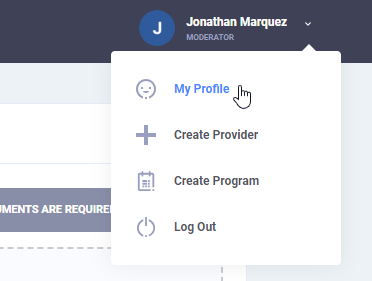 J
Jonathan Marquez
MODERATOR
My Profile
Create Provider
Create Program
UMENTS ARE REQUIRE
Log Out